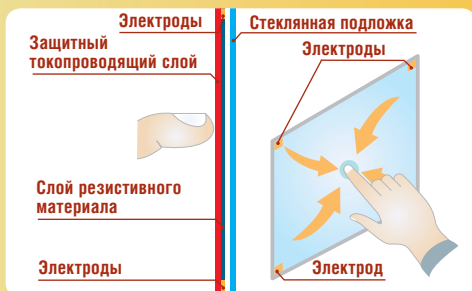 Электроды
Защитный
токопроводящий слой
Слой резистивного
материала
Электроды
Стеклянная подложка
Электроды
Электрод